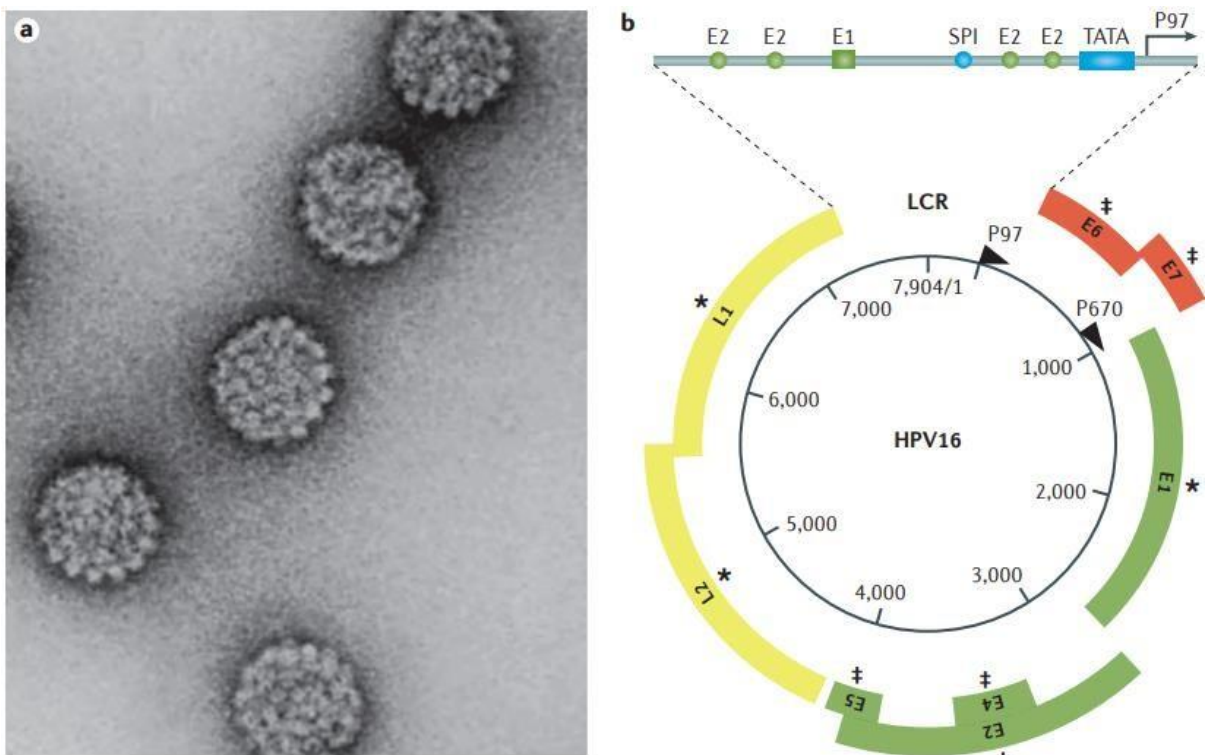 a
b
P97
E2 E2 E1 SPI E2 E2 TATA
LCR
P97
E6 ‡
E7 ‡
7,904/1
P670
7,000
1,000
L1 *
6,000
HPV16
E1 *
2,000
5,000
3,000
L2 *
4,000
E5 ‡
E4 ‡
E2